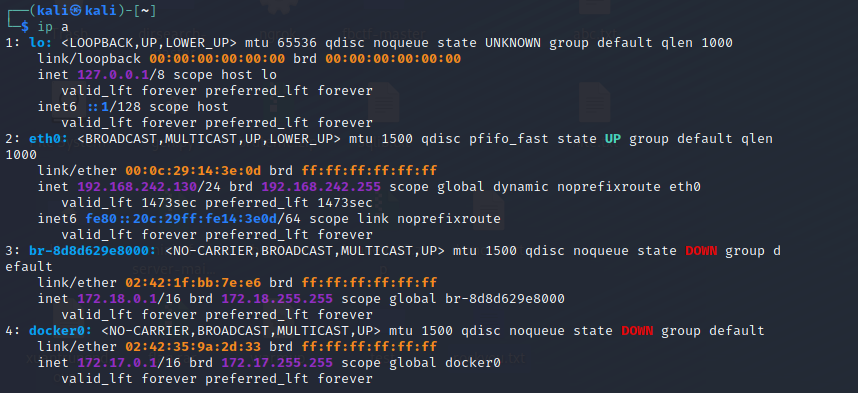 ┌──(kali㉿kali)-[~]
└─$ ip a
1: lo: <LOOPBACK,UP,LOWER_UP> mtu 65536 qdisc noqueue state UNKNOWN group default qlen 1000
    link/loopback 00:00:00:00:00:00 brd 00:00:00:00:00:00
    inet 127.0.0.1/8 scope host lo
       valid_lft forever preferred_lft forever
    inet6 ::1/128 scope host
       valid_lft forever preferred_lft forever
2: eth0: <BROADCAST,MULTICAST,UP,LOWER_UP> mtu 1500 qdisc pfifo_fast state UP group default qlen
1000
    link/ether 00:0c:29:14:3e:0d brd ff:ff:ff:ff:ff:ff
    inet 192.168.242.130/24 brd 192.168.242.255 scope global dynamic noprefixroute eth0
       valid_lft 1473sec preferred_lft 1473sec
    inet6 fe80::20c:29ff:fe14:3e0d/64 scope link noprefixroute
       valid_lft forever preferred_lft forever
3: br-8d8d629e8000: <NO-CARRIER,BROADCAST,MULTICAST,UP> mtu 1500 qdisc noqueue state DOWN group d
efault
    link/ether 02:42:1f:bb:7e:e6 brd ff:ff:ff:ff:ff:ff
    inet 172.18.0.1/16 brd 172.18.255.255 scope global br-8d8d629e8000
       valid_lft forever preferred_lft forever
4: docker0: <NO-CARRIER,BROADCAST,MULTICAST,UP> mtu 1500 qdisc noqueue state DOWN group default
    link/ether 02:42:35:9a:2d:33 brd ff:ff:ff:ff:ff:ff
    inet 172.17.0.1/16 brd 172.17.255.255 scope global docker0
       valid_lft forever preferred_lft forever